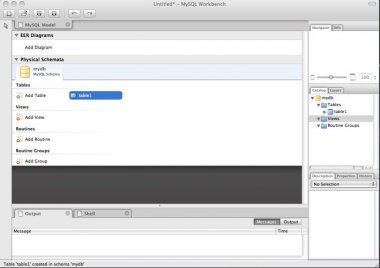 Untitled* - MySQL Workbench
MySQL Model
EER Diagrams
Add Diagram
Physical Schemata
mydb
MySQL Schema
Tables
Add Table
table1
Views
Add View
Routines
Add Routine
Routine Groups
Add Group
Output
Shell
Messages
Output
Message
Time
Table 'table1' created in schema 'mydb'
Navigator
Info
100
%
Catalog
Layers
mydb
Tables
table1
Views
Routine Groups
Description
Properties
History
No Selection